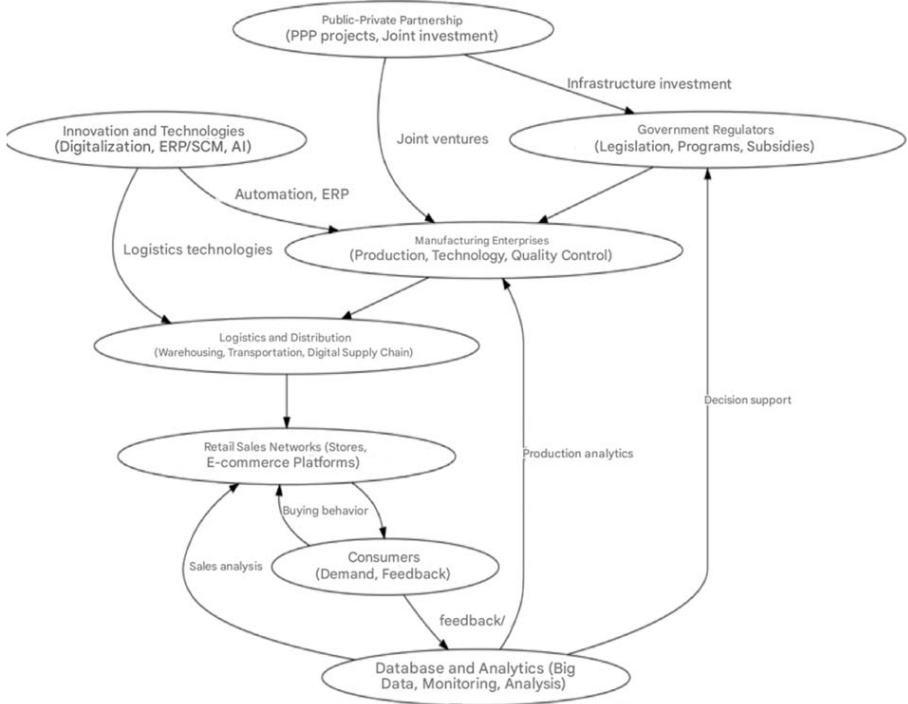 Public-Private Partnership
(PPP projects, Joint investment)
Infrastructure investment
Innovation and Technologies
(Digitalization, ERP/SCM, AI)
Government Regulators
(Legislation, Programs, Subsidies)
Joint ventures
Automation, ERP
Manufacturing Enterprises
(Production, Technology, Quality Control)
Logistics technologies
Logistics and Distribution
(Warehousing, Transportation, Digital Supply Chain)
Decision support
Retail Sales Networks (Stores,
E-commerce Platforms)
Production analytics
Buying behavior
Sales analysis
Consumers
(Demand, Feedback)
feedback/
Database and Analytics (Big
Data, Monitoring, Analysis)